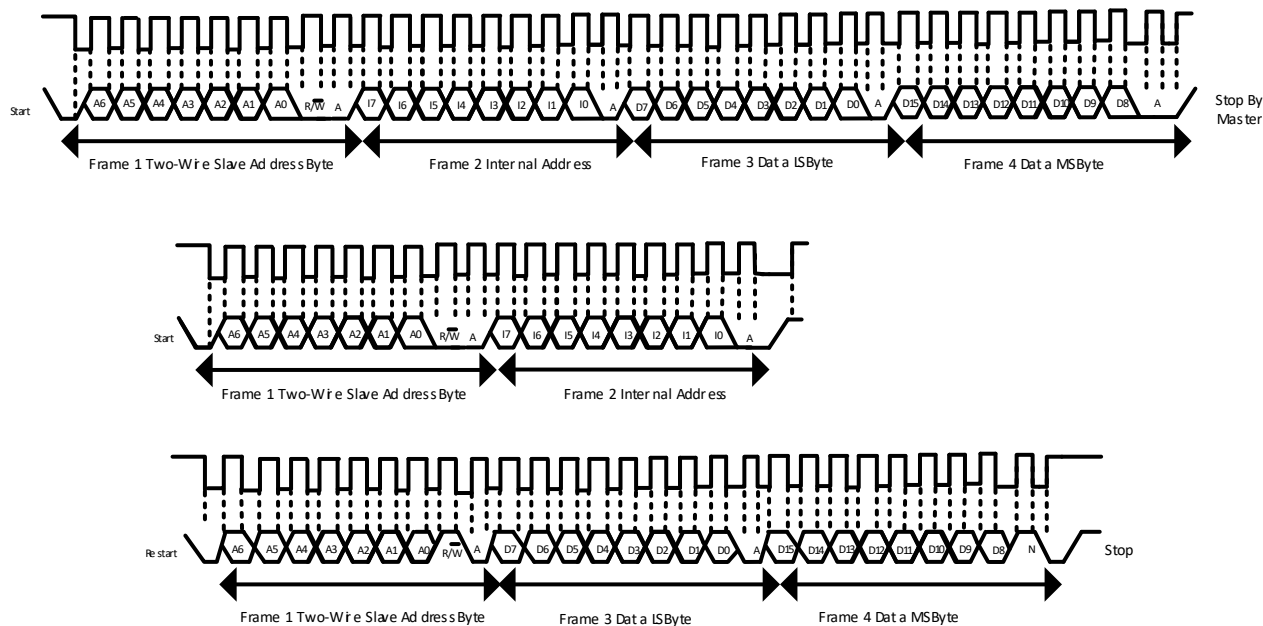 Start A6 A5 A4 A3 A2 A1 A0 R/W A I7 I6 I5 I4 I3 I2 I1 I0 A D7 D6 D5 D4 D3 D2 D1 D0 A D15 D14 D13 D12 D11 D10 D9 D8 A Stop By
Master
Frame 1 Two-Wire Slave Address Byte Frame 2 Internal Address Frame 3 Data LSByte Frame 4 Data MSByte
Start A6 A5 A4 A3 A2 A1 A0 R/W A I7 I6 I5 I4 I3 I2 I1 I0 A
Frame 1 Two-Wire Slave Address Byte Frame 2 Internal Address
Restart A6 A5 A4 A3 A2 A1 A0 R/W A D7 D6 D5 D4 D3 D2 D1 D0 A D15 D14 D13 D12 D11 D10 D9 D8 N Stop
Frame 1 Two-Wire Slave Address Byte Frame 3 Data LSByte Frame 4 Data MSByte